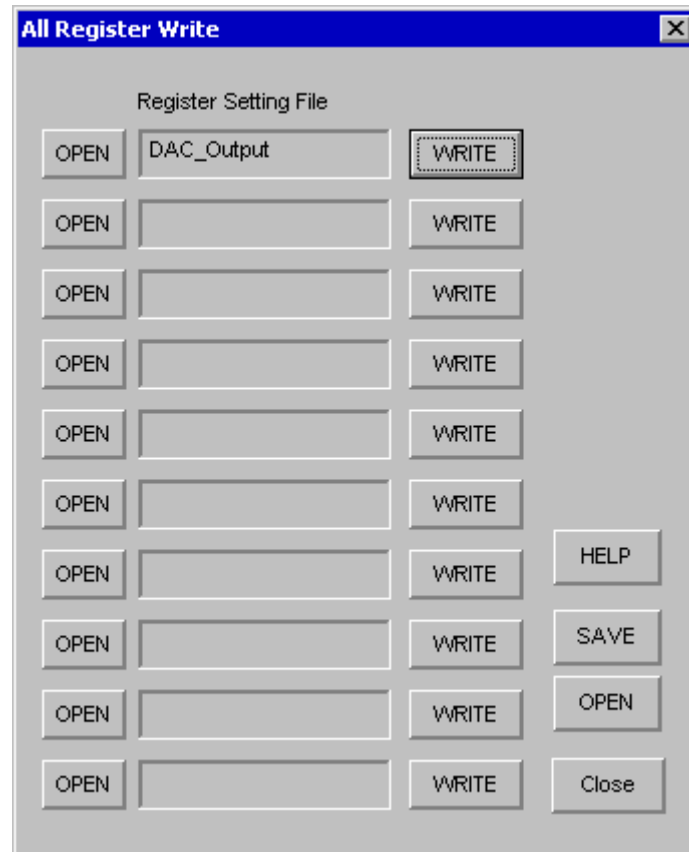 All Register Write
Register Setting File
OPEN DAC_Output WRITE
OPEN WRITE
OPEN WRITE
OPEN WRITE
OPEN WRITE
OPEN WRITE
OPEN WRITE HELP
OPEN WRITE SAVE
OPEN WRITE OPEN
OPEN WRITE Close